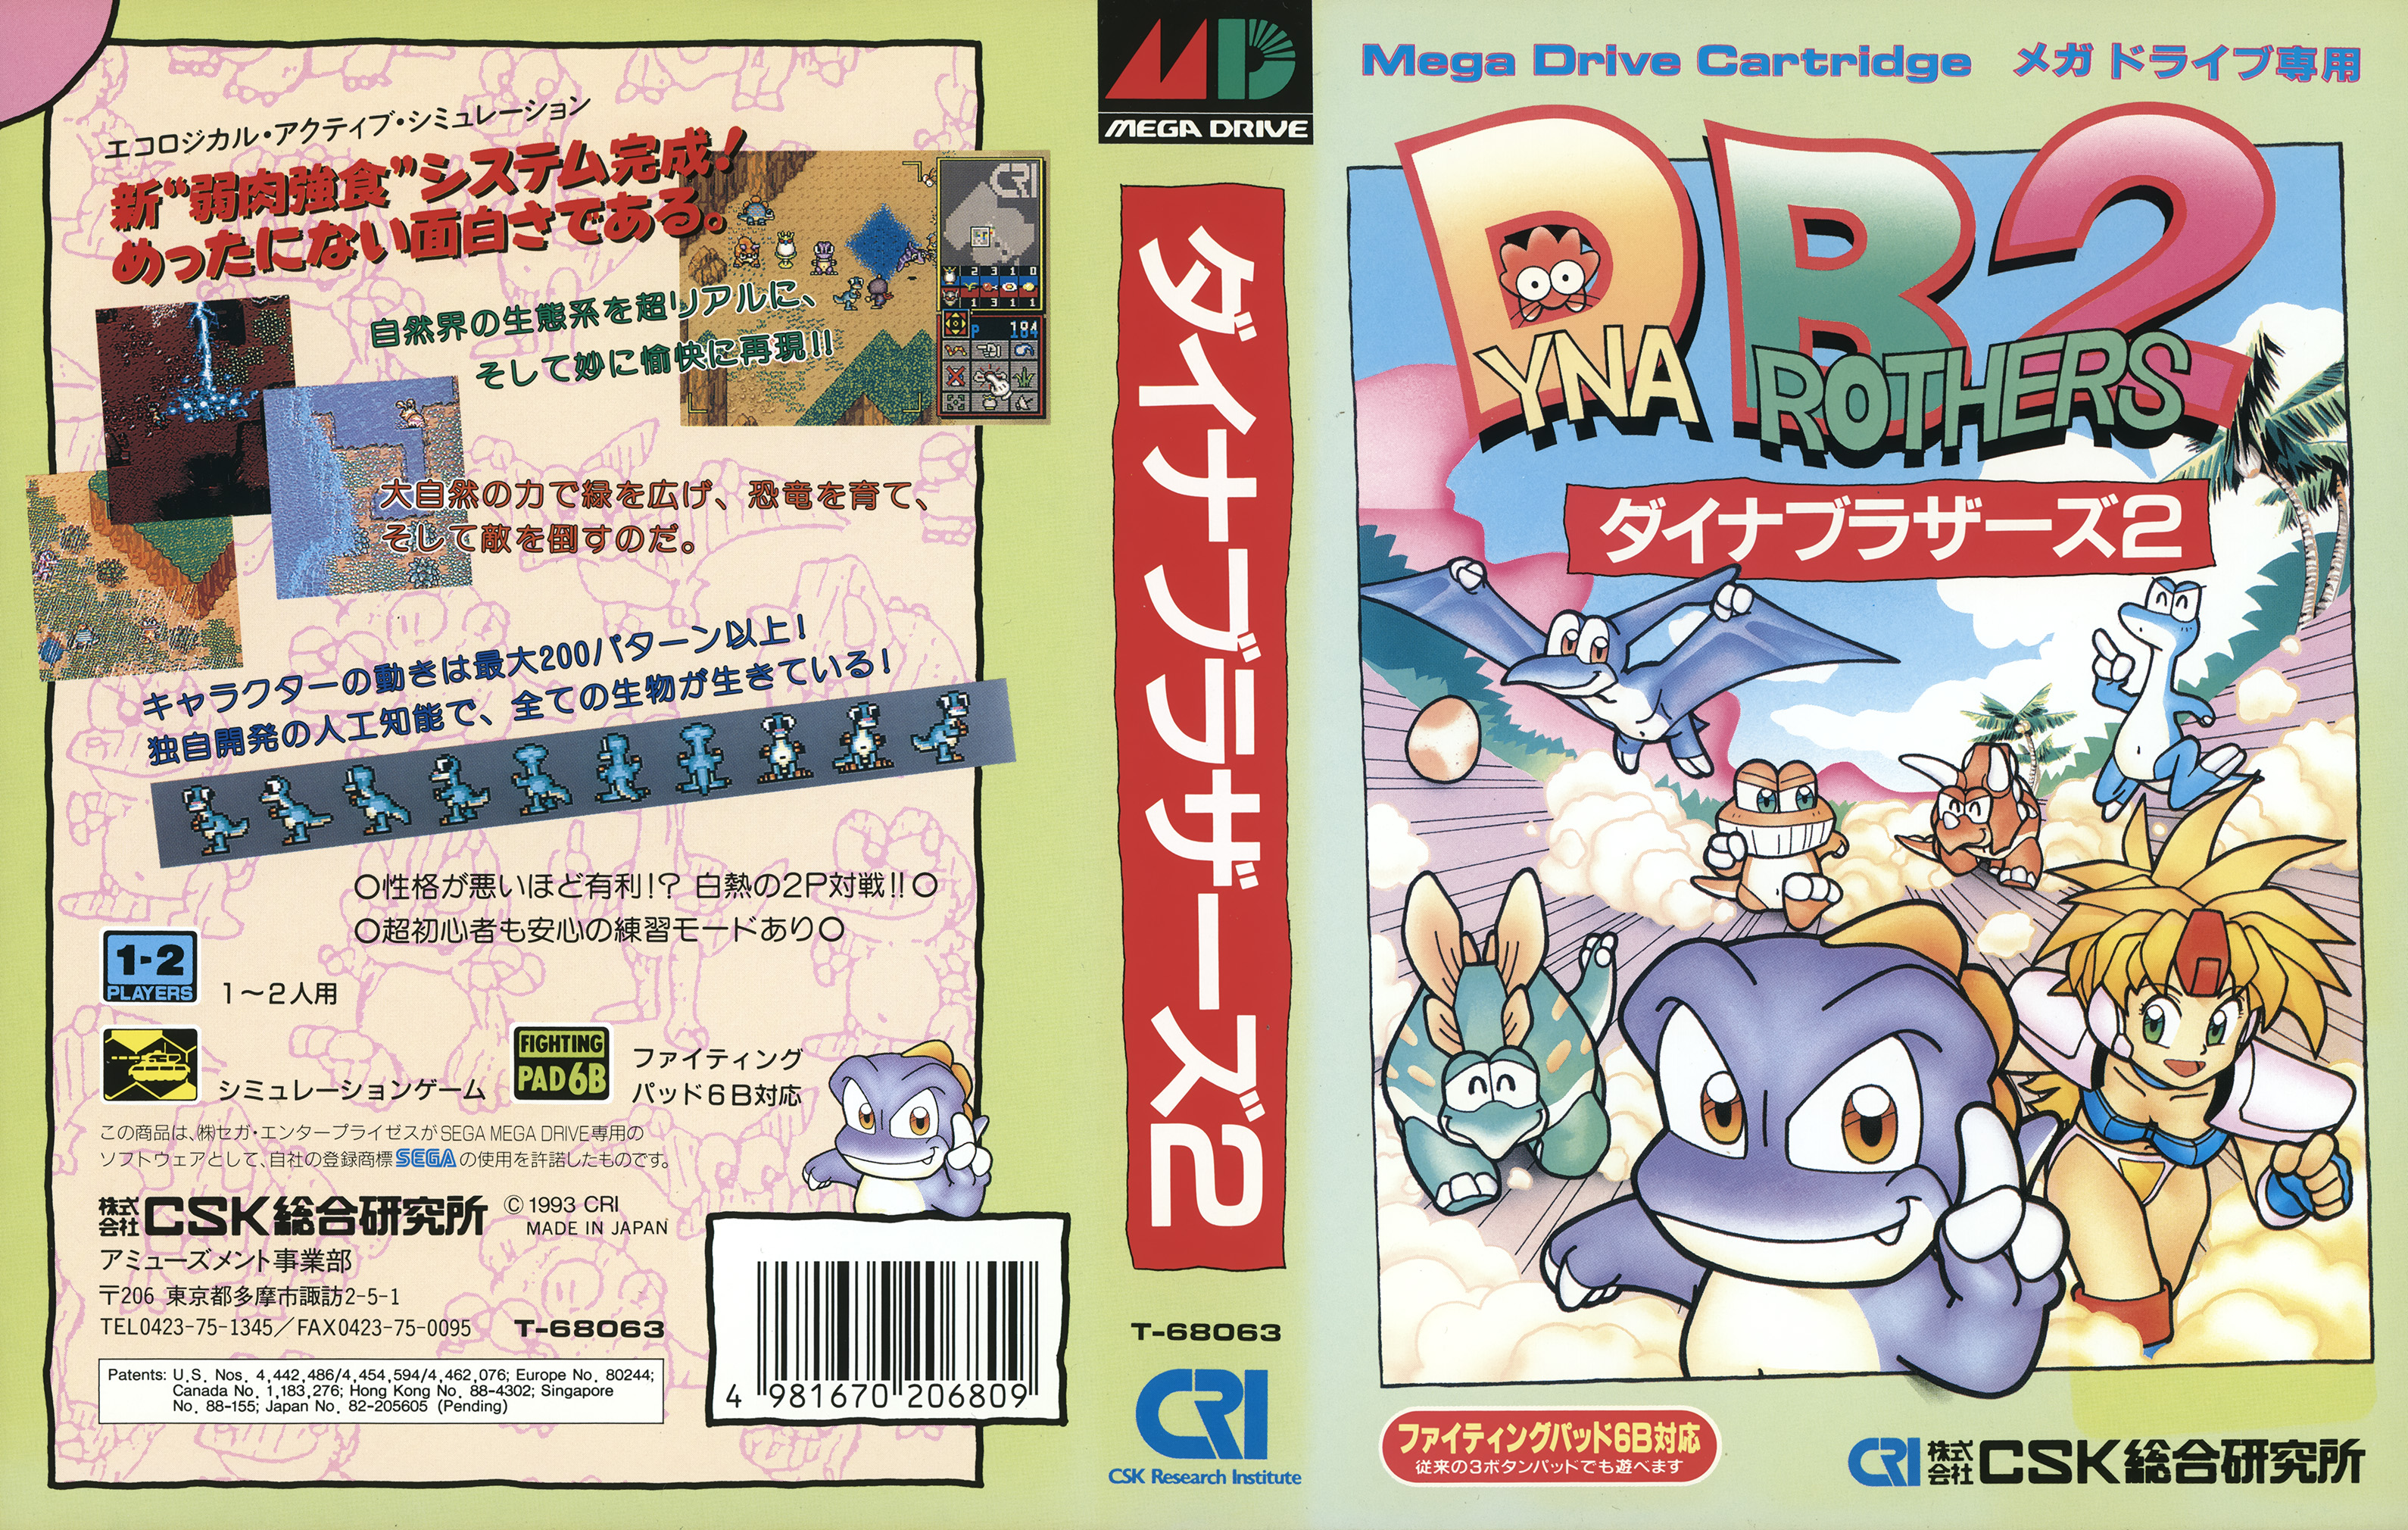 エコロジカル・アクティブ・シミュレーション
新“弱肉強食”システム完成!
めったにない面白さである。
自然界の生態系を超リアルに、
そして妙に愉快に再現!!
大自然の力で緑を広げ、恐竜を育て、
そして敵を倒すのだ。
キャラクターの動きは最大200パターン以上!
独自開発の人工知能で、全ての生物が生きている!
○性格が悪いほど有利!? 白熱の2P対戦!!○
○超初心者も安心の練習モードあり○
1-2
PLAYERS
1~2人用
シミュレーションゲーム
FIGHTING
PAD 6B
ファイティング
パッド6B対応
この商品は、㈱セガ・エンタープライゼスがSEGA MEGA DRIVE専用の
ソフトウェアとして、自社の登録商標SEGAの使用を許諾したものです。
株式会社CSK総合研究所
© 1993 CRI
MADE IN JAPAN
アミューズメント事業部
〒206 東京都多摩市諏訪2-5-1
TEL0423-75-1345/FAX0423-75-0095
T-68063
Patents: U.S. Nos. 4,442,486/4,454,594/4,462,076; Europe No. 80244;
Canada No. 1,183,276; Hong Kong No. 88-4302; Singapore
No. 88-155; Japan No. 82-205605 (Pending)
4 981670 206809
CRI
2 3 1 0
1 3 1 1
P 184
MD
MEGA DRIVE
ダイナブラザーズ2
T-68063
CRI
CSK Research Institute
Mega Drive Cartridge メガドライブ専用
DYNA BROTHERS 2
ダイナブラザーズ2
ファイティングパッド6B対応
従来の3ボタンパッドでも遊べます
CRI 株式会社CSK総合研究所